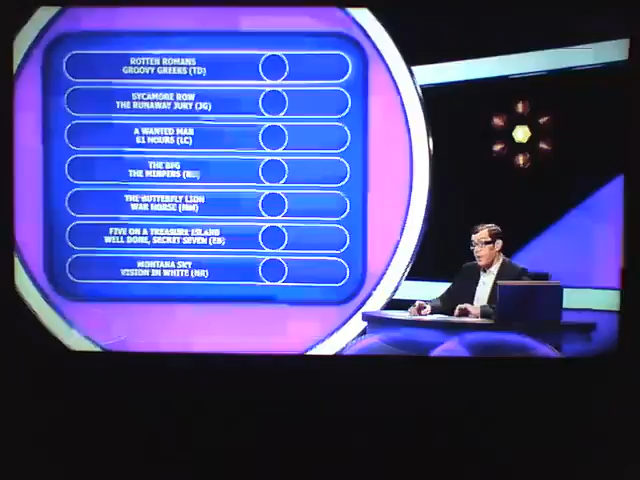 ROTTEN ROMANS
GROOVY GREEKS (TD)
SYCAMORE ROW
THE RUNAWAY JURY (JG)
A WANTED MAN
61 HOURS (LC)
THE BFG
THE MINPERS
THE BUTTERFLY LION
WAR HORSE (MM)
FIVE ON A TREASURE ISLAND
WELL DONE, SECRET SEVEN (EB)
MONTANA SKY
VISION IN WHITE (NR)